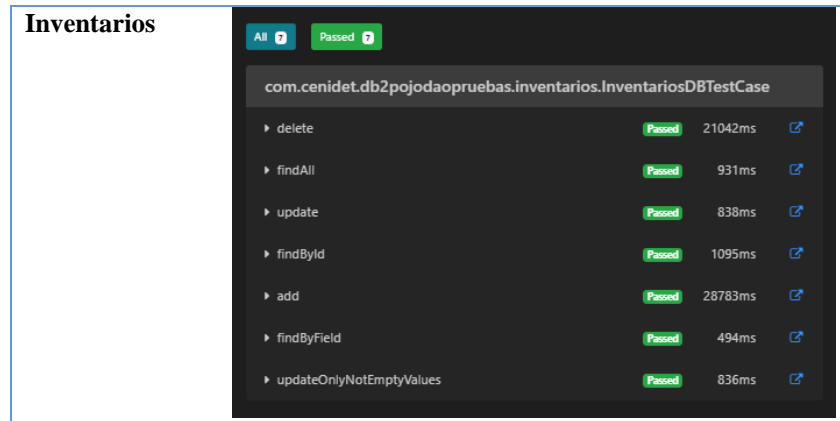 Inventarios
All 7 Passed 7
com.cenidet.db2pojodaopruebas.inventarios.InventariosDBTestCase
delete Passed 21042ms
findAll Passed 931ms
update Passed 838ms
findById Passed 1095ms
add Passed 28783ms
findByField Passed 494ms
updateOnlyNotEmptyValues Passed 836ms